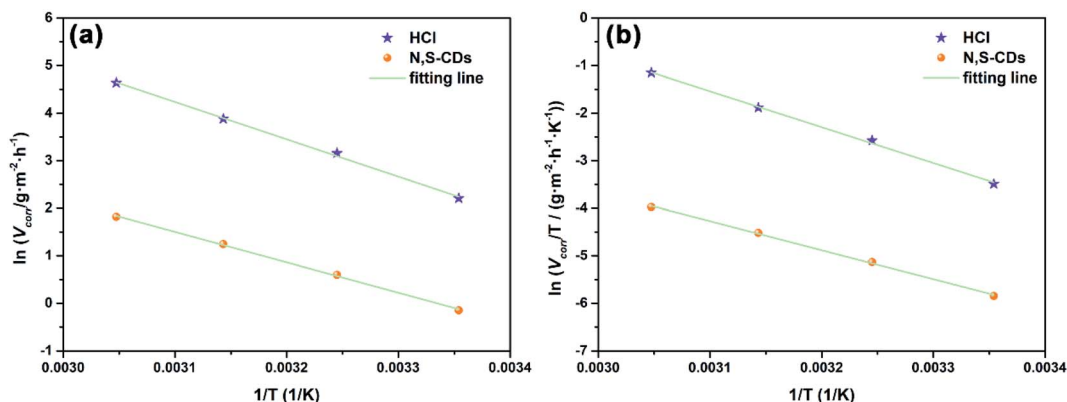 (a)
HCl
N,S-CDs
fitting line
6
5
4
3
2
1
0
-1
ln (Vcorr/g·m-2·h-1)
0.0030 0.0031 0.0032 0.0033 0.0034
1/T (1/K)
(b)
HCl
N,S-CDs
fitting line
0
-1
-2
-3
-4
-5
-6
-7
ln (Vcorr/T / (g·m-2·h-1·K-1))
0.0030 0.0031 0.0032 0.0033 0.0034
1/T (1/K)